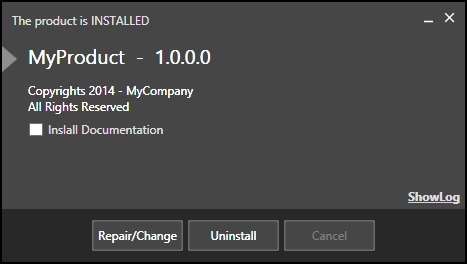 The product is INSTALLED
MyProduct - 1.0.0.0
Copyrights 2014 - MyCompany
All Rights Reserved
Insall Documentation
ShowLog
Repair/Change Uninstall Cancel